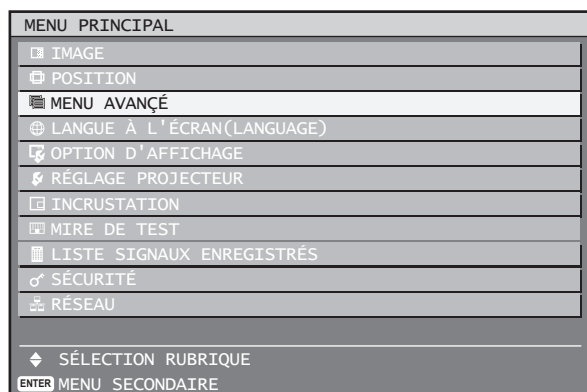 MENU PRINCIPAL
IMAGE
POSITION
MENU AVANÇÉ
LANGUE À L'ÉCRAN(LANGUAGE)
OPTION D'AFFICHAGE
RÉGLAGE PROJECTEUR
INCRUSTATION
MIRE DE TEST
LISTE SIGNAUX ENREGISTRÉS
SÉCURITÉ
RÉSEAU
SÉLECTION RUBRIQUE
ENTER MENU SECONDAIRE